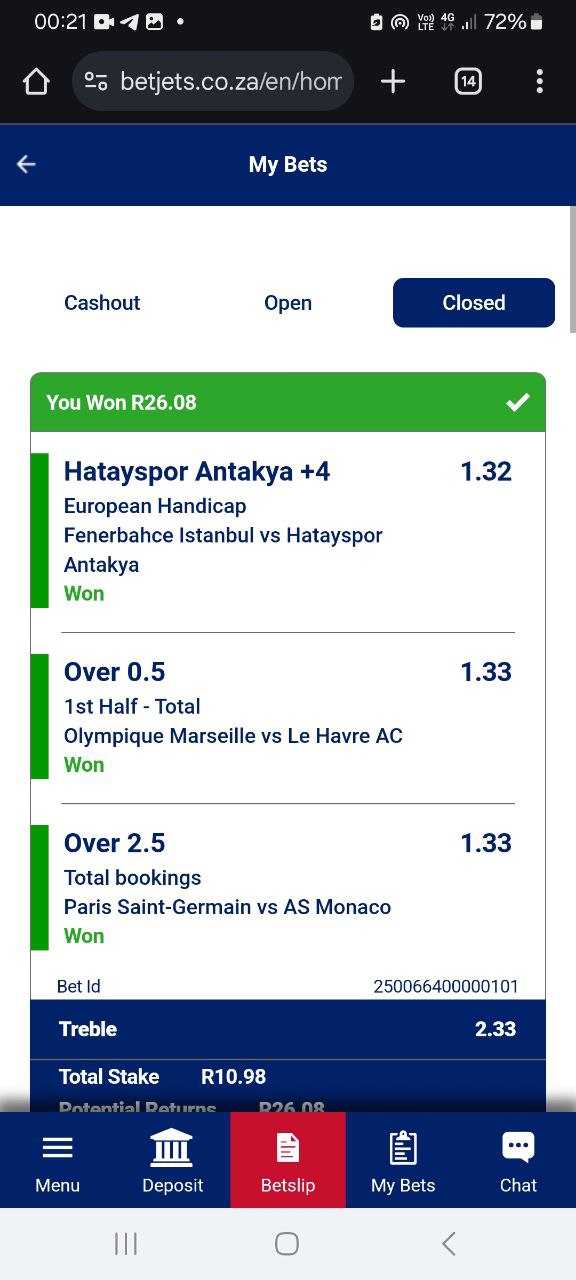 00:21 Vo)) LTE 4G 72%
betjets.co.za/en/hom
14
My Bets
Cashout Open Closed
You Won R26.08
Hatayspor Antakya +4 1.32
European Handicap
Fenerbahce Istanbul vs Hatayspor
Antakya
Won
Over 0.5 1.33
1st Half - Total
Olympique Marseille vs Le Havre AC
Won
Over 2.5 1.33
Total bookings
Paris Saint-Germain vs AS Monaco
Won
Bet Id 250066400000101
Treble 2.33
Total Stake R10.98
Potential Returns R26.08
Menu Deposit Betslip My Bets Chat